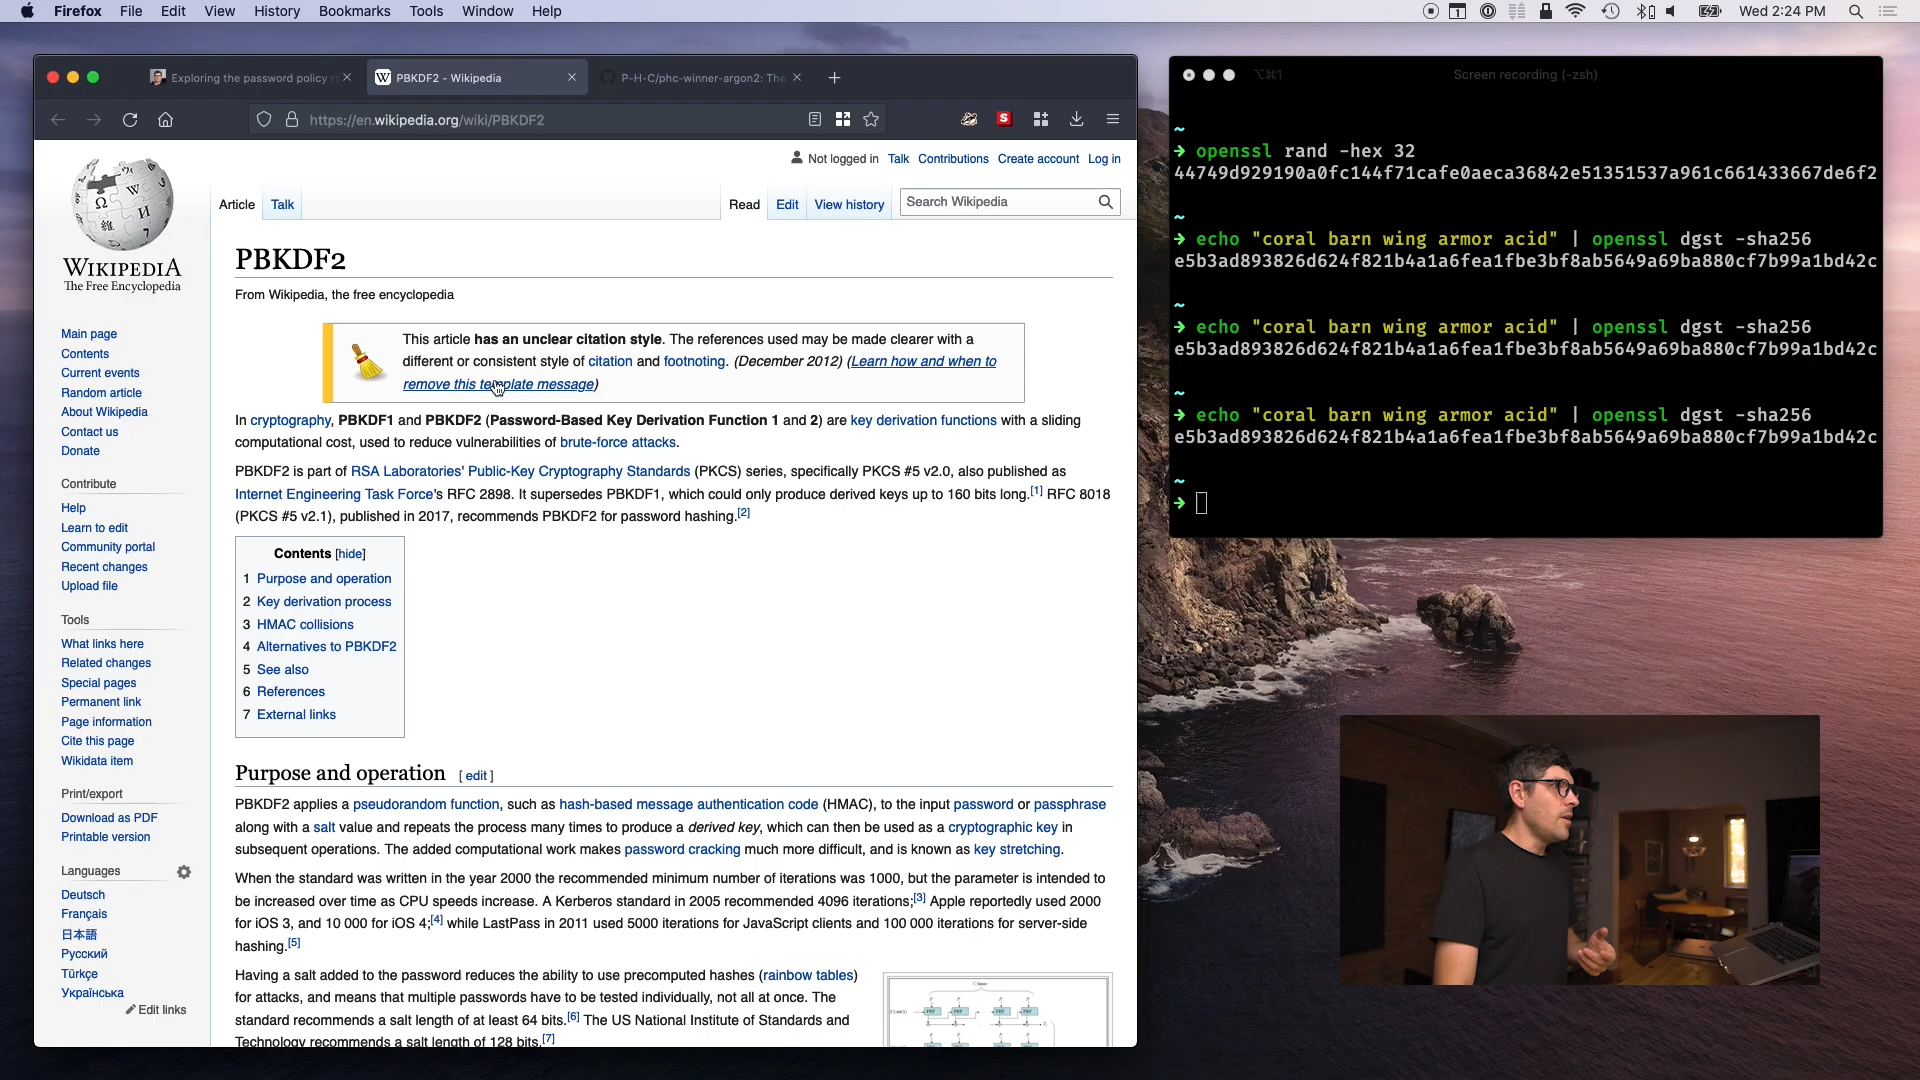 Firefox File Edit View History Bookmarks Tools Window Help
Wed 2:24 PM
Exploring the password policy
PBKDF2 - Wikipedia
P-H-C/phc-winner-argon2: The
https://en.wikipedia.org/wiki/PBKDF2
Not logged in Talk Contributions Create account Log in
Article Talk
Read Edit View history
Search Wikipedia
WIKIPEDIA
The Free Encyclopedia
Main page
Contents
Current events
Random article
About Wikipedia
Contact us
Donate
Contribute
Help
Learn to edit
Community portal
Recent changes
Upload file
Tools
What links here
Related changes
Special pages
Permanent link
Page information
Cite this page
Wikidata item
Print/export
Download as PDF
Printable version
Languages
Deutsch
Français
日本語
Русский
Türkçe
Українська
Edit links
PBKDF2
From Wikipedia, the free encyclopedia
This article has an unclear citation style. The references used may be made clearer with a
different or consistent style of citation and footnoting. (December 2012) (Learn how and when to
remove this template message)
In cryptography, PBKDF1 and PBKDF2 (Password-Based Key Derivation Function 1 and 2) are key derivation functions with a sliding
computational cost, used to reduce vulnerabilities of brute-force attacks.
PBKDF2 is part of RSA Laboratories' Public-Key Cryptography Standards (PKCS) series, specifically PKCS #5 v2.0, also published as
Internet Engineering Task Force's RFC 2898. It supersedes PBKDF1, which could only produce derived keys up to 160 bits long.[1] RFC 8018
(PKCS #5 v2.1), published in 2017, recommends PBKDF2 for password hashing.[2]
Contents [hide]
1 Purpose and operation
2 Key derivation process
3 HMAC collisions
4 Alternatives to PBKDF2
5 See also
6 References
7 External links
Purpose and operation [ edit ]
PBKDF2 applies a pseudorandom function, such as hash-based message authentication code (HMAC), to the input password or passphrase
along with a salt value and repeats the process many times to produce a derived key, which can then be used as a cryptographic key in
subsequent operations. The added computational work makes password cracking much more difficult, and is known as key stretching.
When the standard was written in the year 2000 the recommended minimum number of iterations was 1000, but the parameter is intended to
be increased over time as CPU speeds increase. A Kerberos standard in 2005 recommended 4096 iterations;[3] Apple reportedly used 2000
for iOS 3, and 10 000 for iOS 4;[4] while LastPass in 2011 used 5000 iterations for JavaScript clients and 100 000 iterations for server-side
hashing.[5]
Having a salt added to the password reduces the ability to use precomputed hashes (rainbow tables)
for attacks, and means that multiple passwords have to be tested individually, not all at once. The
standard recommends a salt length of at least 64 bits.[6] The US National Institute of Standards and
Technology recommends a salt length of 128 bits.[7]
⌥⌘1
Screen recording (-zsh)
~
➜ openssl rand -hex 32
44749d929190a0fc144f71cafe0aeca36842e51351537a961c661433667de6f2
~
➜ echo "coral barn wing armor acid" | openssl dgst -sha256
e5b3ad893826d624f821b4a1a6fea1fbe3bf8ab5649a69ba880cf7b99a1bd42c
~
➜ echo "coral barn wing armor acid" | openssl dgst -sha256
e5b3ad893826d624f821b4a1a6fea1fbe3bf8ab5649a69ba880cf7b99a1bd42c
~
➜ echo "coral barn wing armor acid" | openssl dgst -sha256
e5b3ad893826d624f821b4a1a6fea1fbe3bf8ab5649a69ba880cf7b99a1bd42c
~
➜